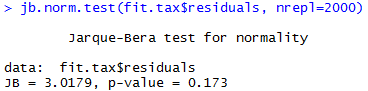 > jb.norm.test(fit.tax$residuals, nrepl=2000)
Jarque-Bera test for normality
data:  fit.tax$residuals
JB = 3.0179, p-value = 0.173